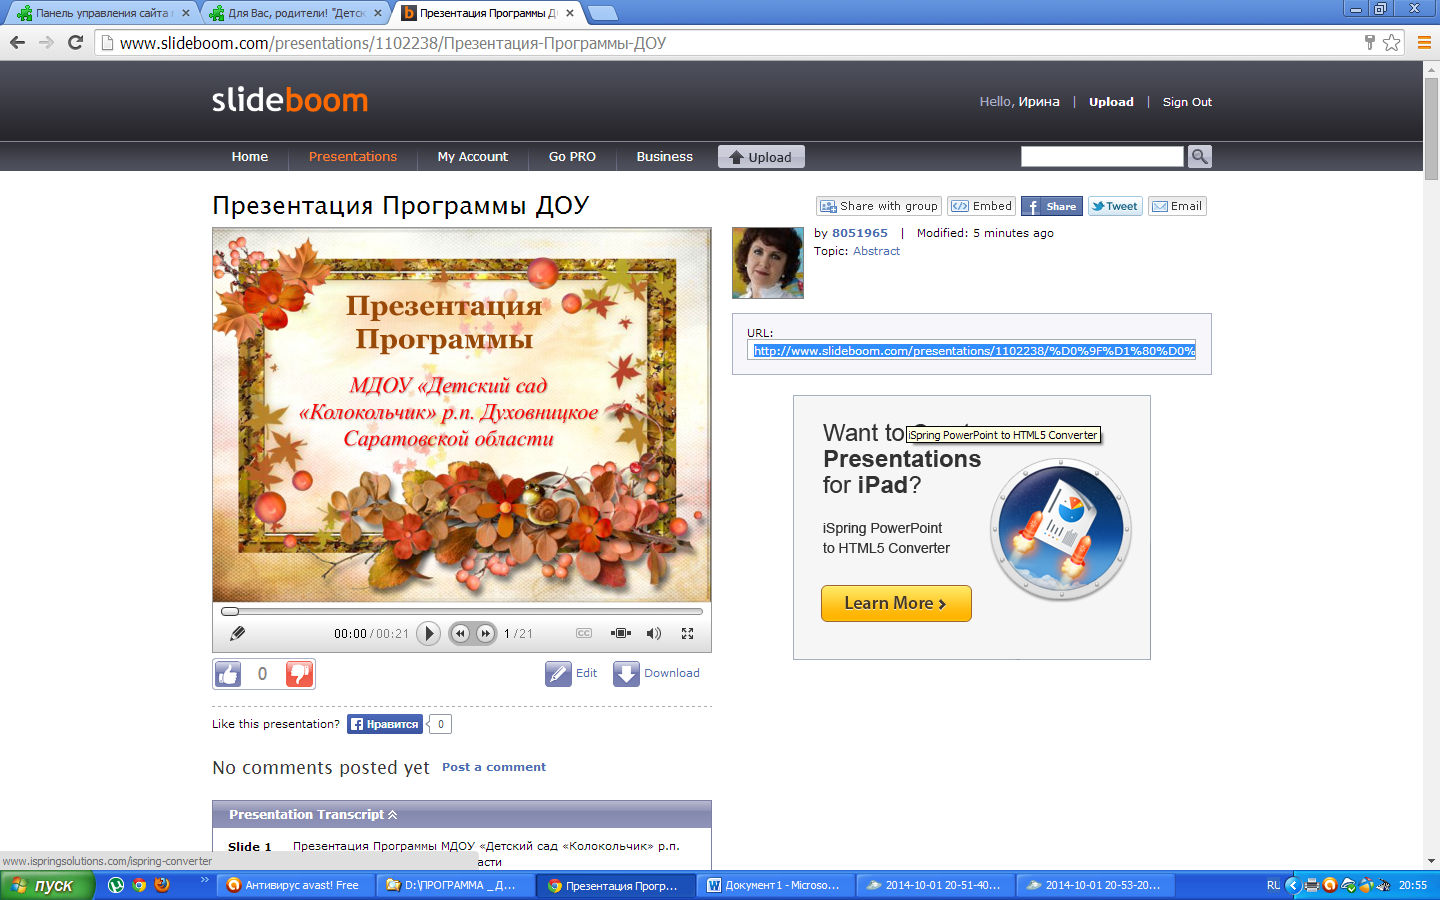 Панель управления сайта
Для Вас, родители! "Детск
Презентация Программы Д
www.slideboom.com/presentations/1102238/Презентация-Программы-ДОУ
slideboom
Hello, Ирина | Upload | Sign Out
Home Presentations My Account Go PRO Business Upload
Презентация Программы ДОУ
Share with group Embed Share Tweet Email
by 8051965 | Modified: 5 minutes ago
Topic: Abstract
Презентация
Программы
МДОУ «Детский сад
«Колокольчик» р.п. Духовницкое
Саратовской области
URL:
http://www.slideboom.com/presentations/1102238/%D0%9F%D1%80%D0%
Want to
iSpring PowerPoint to HTML5 Converter
Presentations
for iPad?
iSpring PowerPoint
to HTML5 Converter
Learn More
00:00 / 00:21 1 / 21 CC
0 Edit Download
Like this presentation? Нравится 0
No comments posted yet Post a comment
Presentation Transcript
Slide 1 Презентация Программы МДОУ «Детский сад «Колокольчик» р.п.
асти
www.ispringsolutions.com/ispring-converter
пуск
Антивирус avast! Free
D:\ПРОГРАММА _ Д...
Презентация Прогр...
Документ1 - Microso...
2014-10-01 20-51-40...
2014-10-01 20-53-20...
RU
20:55